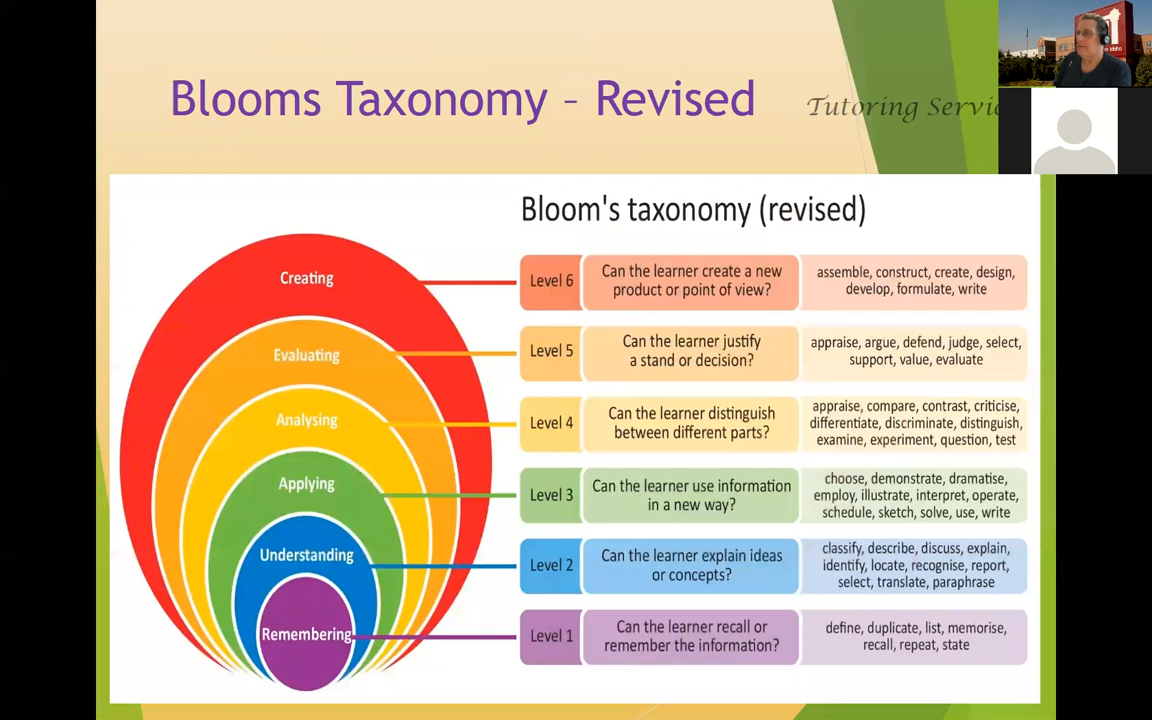 Blooms Taxonomy – Revised
Tutoring
Bloom's taxonomy (revised)
Creating
Level 6
Can the learner create a new
product or point of view?
assemble, construct, create, design,
develop, formulate, write
Evaluating
Level 5
Can the learner justify
a stand or decision?
appraise, argue, defend, judge, select,
support, value, evaluate
Analysing
Level 4
Can the learner distinguish
between different parts?
appraise, compare, contrast, criticise,
differentiate, discriminate, distinguish,
examine, experiment, question, test
Applying
Level 3
Can the learner use information
in a new way?
choose, demonstrate, dramatise,
employ, illustrate, interpret, operate,
schedule, sketch, solve, use, write
Understanding
Level 2
Can the learner explain ideas
or concepts?
classify, describe, discuss, explain,
identify, locate, recognise, report,
select, translate, paraphrase
Remembering
Level 1
Can the learner recall or
remember the information?
define, duplicate, list, memorise,
recall, repeat, state